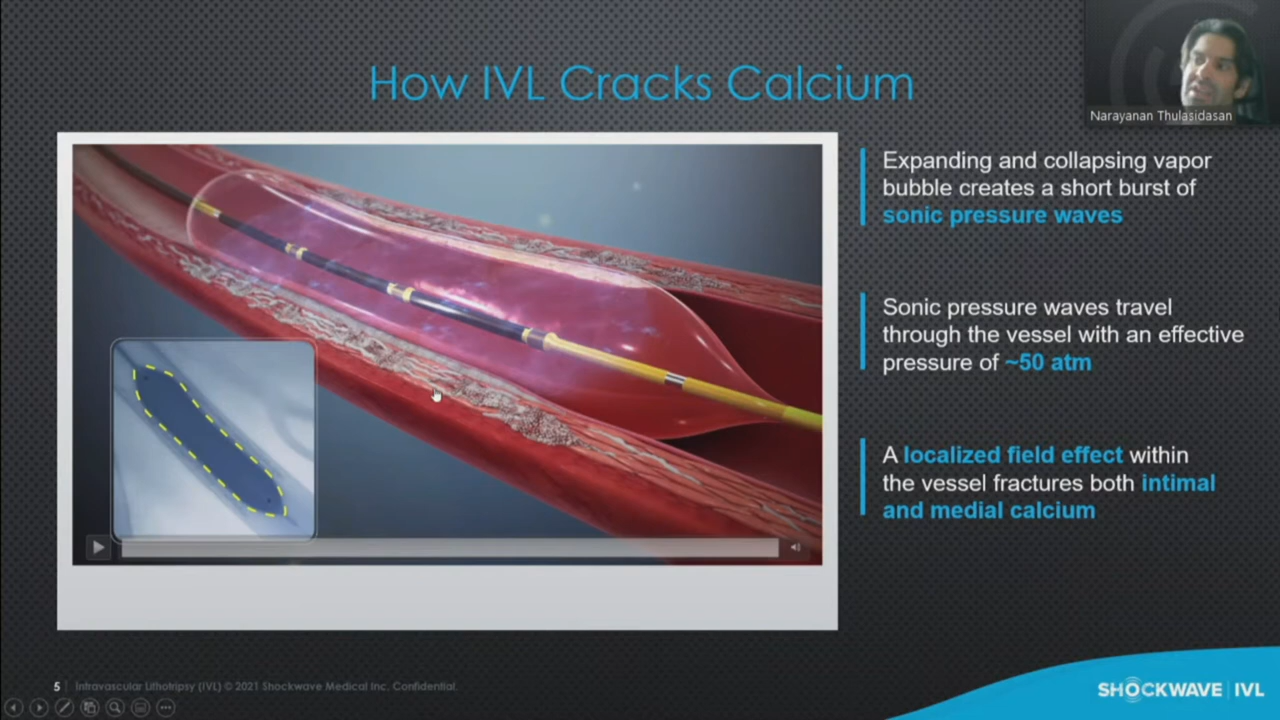 How IVL Cracks Calcium
Narayanan Thulasidasan
Expanding and collapsing vapor
bubble creates a short burst of
sonic pressure waves
Sonic pressure waves travel
through the vessel with an effective
pressure of ~50 atm
A localized field effect within
the vessel fractures both intimal
and medial calcium
5 | Intravascular Lithotripsy (IVL) © 2021 Shockwave Medical Inc. Confidential.
SHOCKWAVE | IVL